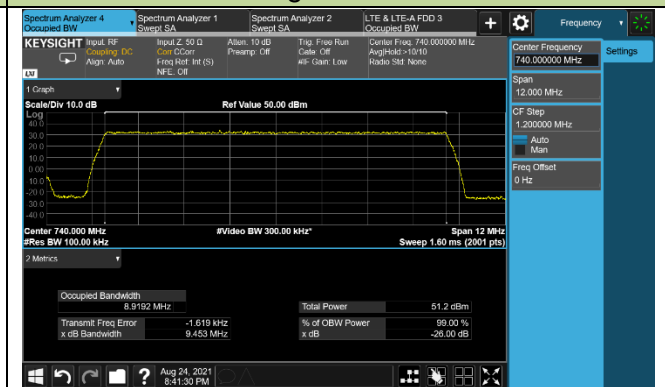 Spectrum Analyzer 4
Occupied BW
Spectrum Analyzer 1
Swept SA
Spectrum Analyzer 2
Swept SA
LTE & LTE-A FDD 3
Occupied BW
+
Frequency
KEYSIGHT
Input: RF
Coupling: DC
Align: Auto
Input Z: 50 Ω
Corr CCorr
Freq Ref: Int (S)
NFE: Off
Atten: 10 dB
Preamp: Off
Trig: Free Run
Gate: Off
#IF Gain: Low
Center Freq: 740.000000 MHz
Avg|Hold:>10/10
Radio Std: None
LXI
Center Frequency
740.000000 MHz
Settings
Span
12.000 MHz
CF Step
1.200000 MHz
Auto
Man
Freq Offset
0 Hz
1 Graph
Scale/Div 10.0 dB
Ref Value 50.00 dBm
Log
40.0
30.0
20.0
10.0
0.00
-10.0
-20.0
-30.0
-40.0
Center 740.000 MHz
#Video BW 300.00 kHz*
Span 12 MHz
#Res BW 100.00 kHz
Sweep 1.60 ms (2001 pts)
2 Metrics
Occupied Bandwidth
8.9192 MHz
Total Power
51.2 dBm
Transmit Freq Error
-1.619 kHz
% of OBW Power
99.00 %
x dB Bandwidth
9.453 MHz
x dB
-26.00 dB
?
Aug 24, 2021
8:41:30 PM